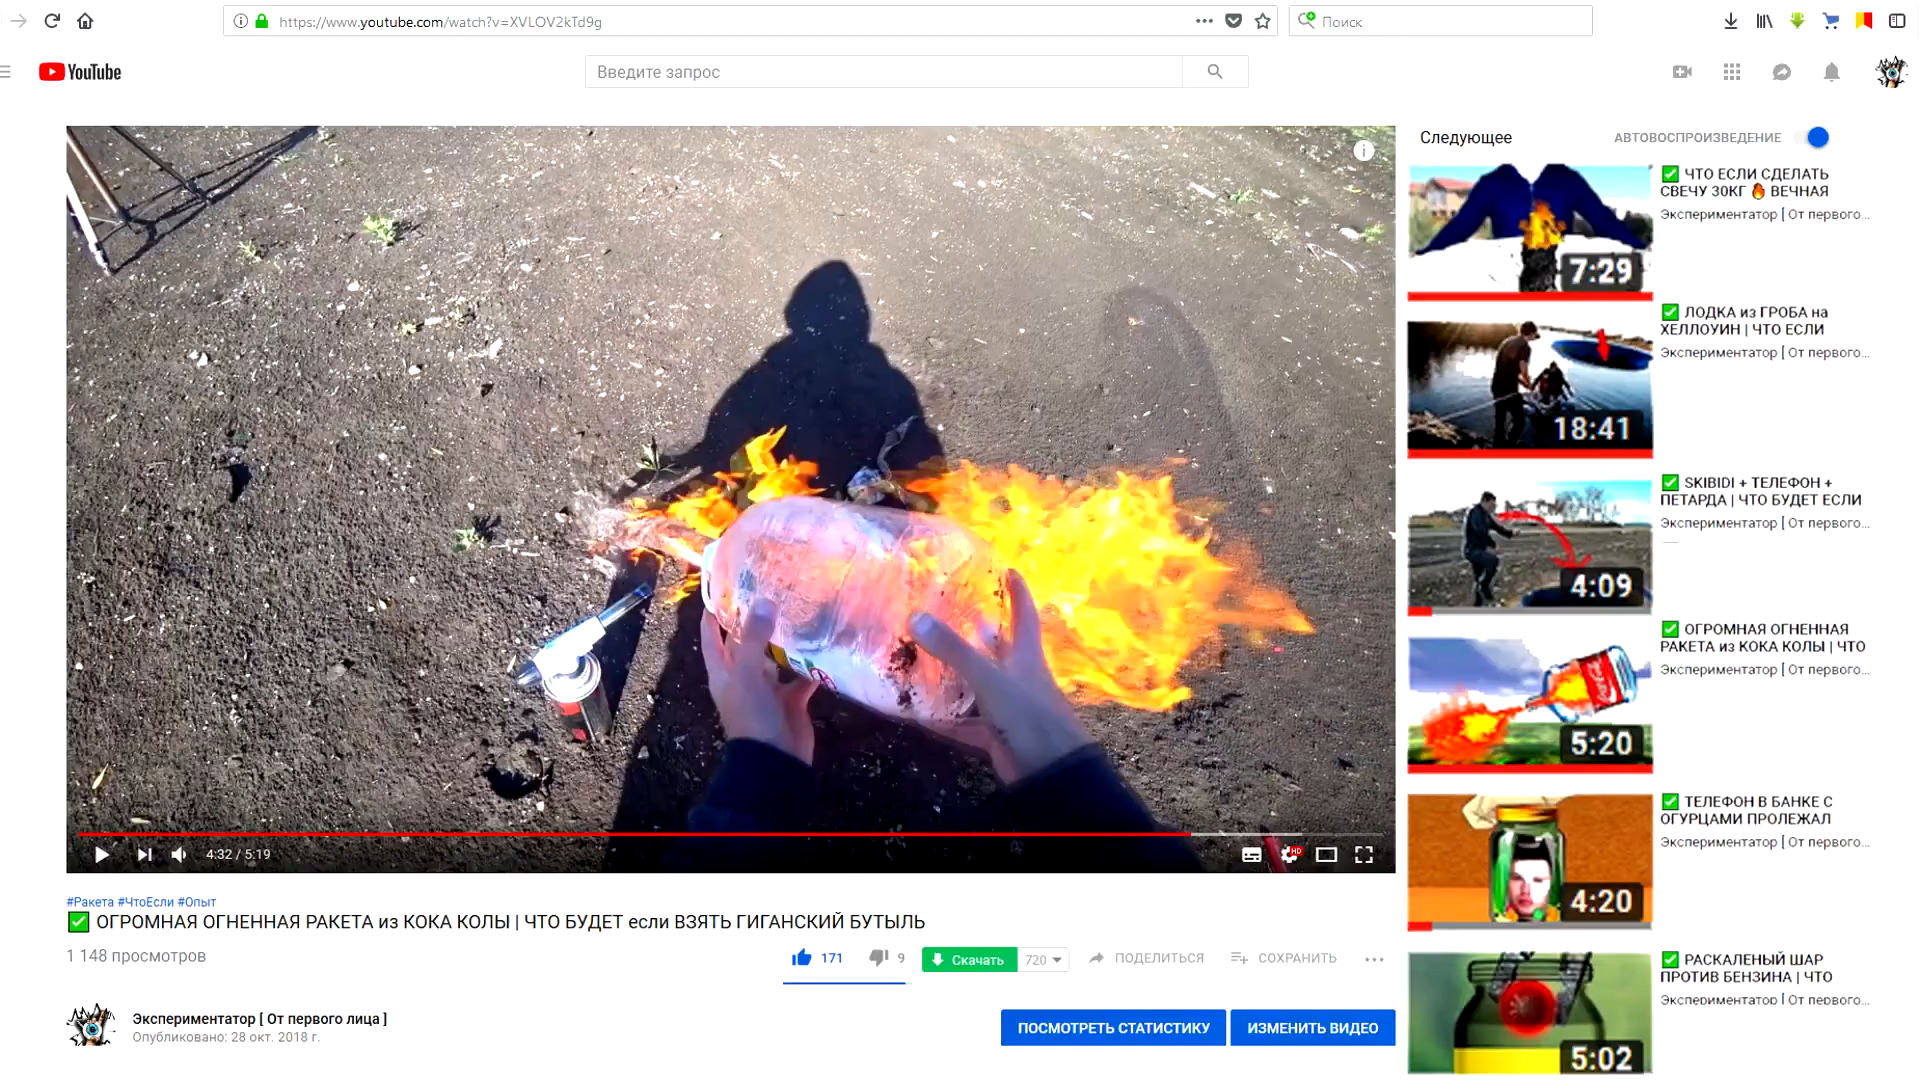 https://www.youtube.com/watch?v=XVLOV2kTd9g
Поиск
YouTube
Введите запрос
4:32 / 5:19
HD
#Ракета #ЧтоЕсли #Опыт
✅ ОГРОМНАЯ ОГНЕННАЯ РАКЕТА из КОКА КОЛЫ | ЧТО БУДЕТ если ВЗЯТЬ ГИГАНСКИЙ БУТЫЛЬ
1 148 просмотров
171
9
Скачать
720
ПОДЕЛИТЬСЯ
СОХРАНИТЬ
Экспериментатор [ От первого лица ]
Опубликовано: 28 окт. 2018 г.
ПОСМОТРЕТЬ СТАТИСТИКУ
ИЗМЕНИТЬ ВИДЕО
Следующее
АВТОВОСПРОИЗВЕДЕНИЕ
7:29
✅ ЧТО ЕСЛИ СДЕЛАТЬ
СВЕЧУ 30КГ 🔥 ВЕЧНАЯ
Экспериментатор [ От первого...
18:41
✅ ЛОДКА из ГРОБА на
ХЕЛЛОУИН | ЧТО ЕСЛИ
Экспериментатор [ От первого...
4:09
✅ SKIBIDI + ТЕЛЕФОН +
ПЕТАРДА | ЧТО БУДЕТ ЕСЛИ
Экспериментатор [ От первого...
Coca-Cola
5:20
✅ ОГРОМНАЯ ОГНЕННАЯ
РАКЕТА из КОКА КОЛЫ | ЧТО
Экспериментатор [ От первого...
4:20
✅ ТЕЛЕФОН В БАНКЕ С
ОГУРЦАМИ ПРОЛЕЖАЛ
Экспериментатор [ От первого...
5:02
✅ РАСКАЛЕНЫЙ ШАР
ПРОТИВ БЕНЗИНА | ЧТО
Экспериментатор [ От первого...